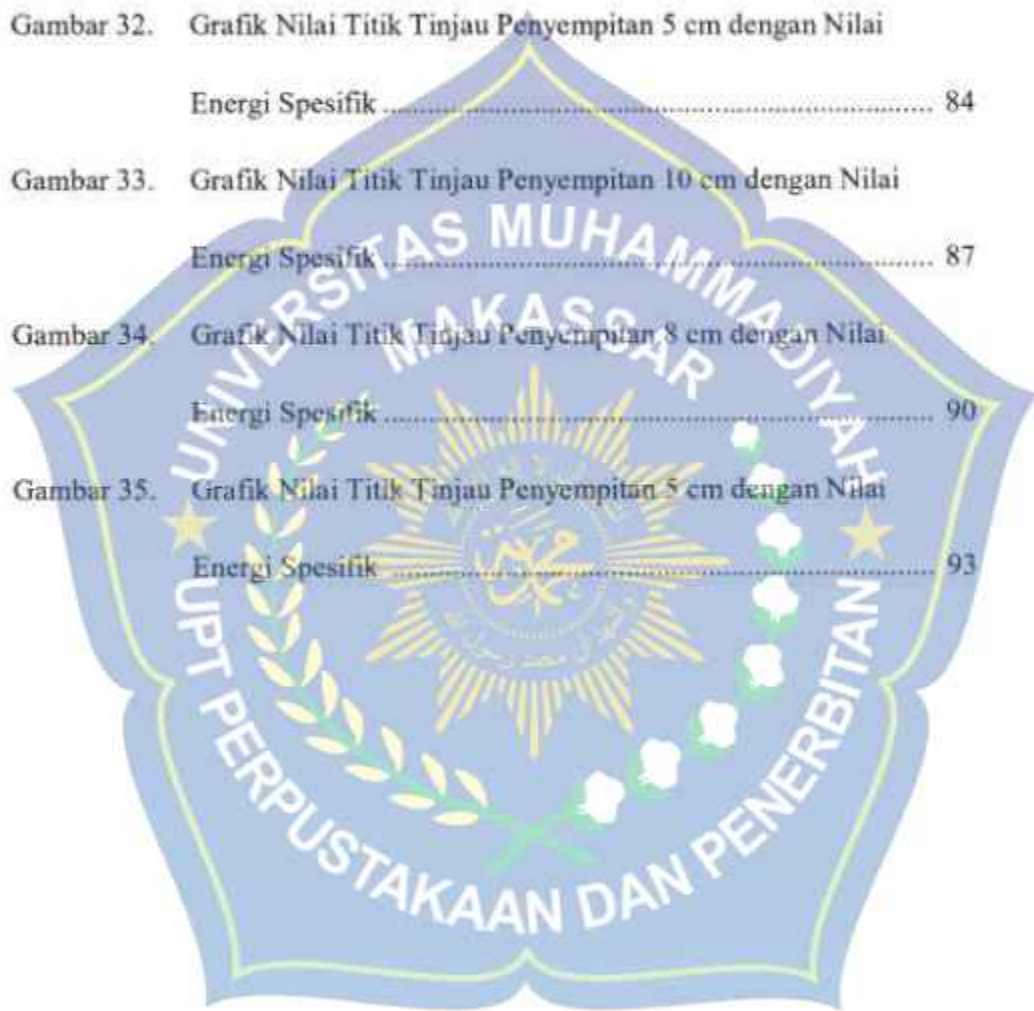 Gambar 32. Grafik Nilai Titik Tinjau Penyempitan 5 cm dengan Nilai
Energi Spesifik ........................................................................ 84
Gambar 33. Grafik Nilai Titik Tinjau Penyempitan 10 cm dengan Nilai
Energi Spesifik ........................................................................ 87
Gambar 34. Grafik Nilai Titik Tinjau Penyempitan 8 cm dengan Nilai
Energi Spesifik ........................................................................ 90
Gambar 35. Grafik Nilai Titik Tinjau Penyempitan 5 cm dengan Nilai
Energi Spesifik ........................................................................ 93
UNIVERSITAS MUHAMMADIYAH
MAKASSAR
UPT PERPUSTAKAAN DAN PENERBITAN